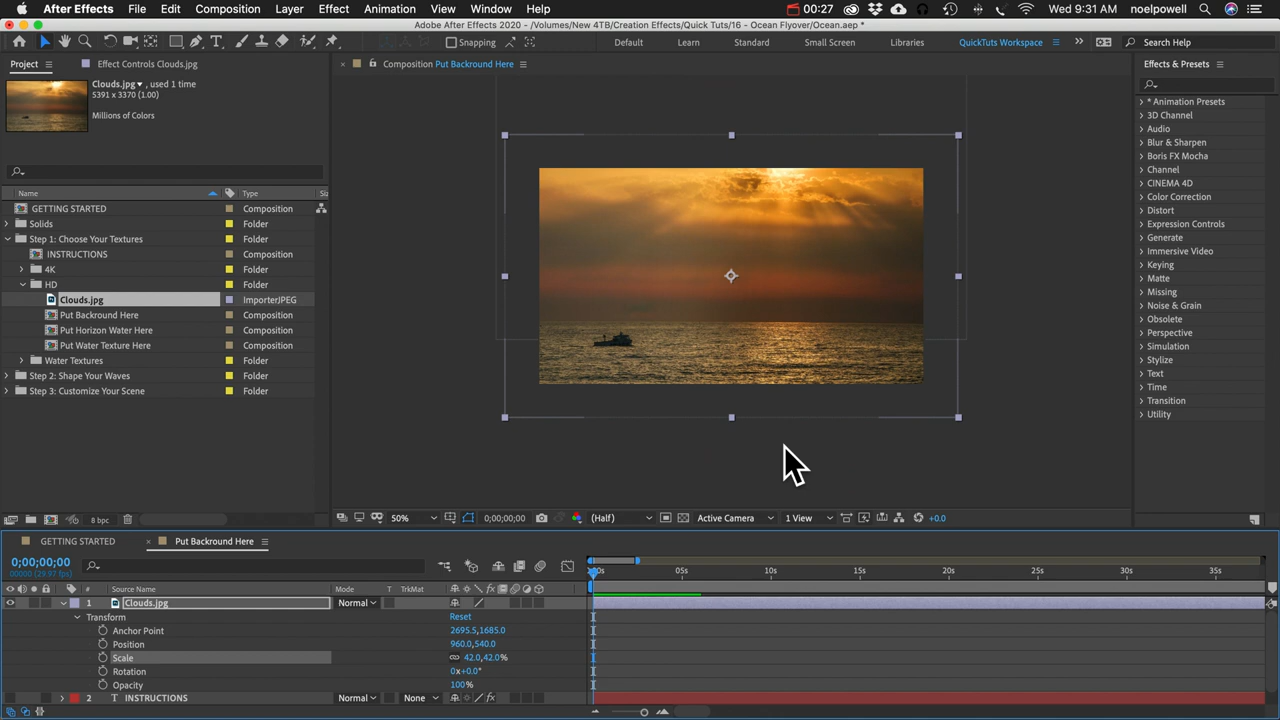 After Effects File Edit Composition Layer Effect Animation View Window Help 00:27 Wed 9:31 AM noelpowell
Adobe After Effects 2020 - /Volumes/New 4TB/Creation Effects/Quick Tuts/16 - Ocean Flyover/Ocean.aep *
Snapping Default Learn Standard Small Screen Libraries QuickTuts Workspace Search Help
Project Effect Controls Clouds.jpg Composition Put Backround Here Effects & Presets
Clouds.jpg , used 1 time
5391 x 3370 (1.00)
Millions of Colors
Name Type Siz
GETTING STARTED Composition
Solids Folder
Step 1: Choose Your Textures Folder
INSTRUCTIONS Composition
4K Folder
HD Folder
Clouds.jpg ImporterJPEG
Put Backround Here Composition
Put Horizon Water Here Composition
Put Water Texture Here Composition
Water Textures Folder
Step 2: Shape Your Waves Folder
Step 3: Customize Your Scene Folder
* Animation Presets
3D Channel
Audio
Blur & Sharpen
Boris FX Mocha
Channel
CINEMA 4D
Color Correction
Distort
Expression Controls
Generate
Immersive Video
Keying
Matte
Missing
Noise & Grain
Obsolete
Perspective
Simulation
Stylize
Text
Time
Transition
Utility
8 bpc
50% 0;00;00;00 (Half) Active Camera 1 View +0.0
GETTING STARTED Put Backround Here
0;00;00;00
00000 (29.97 fps)
05s 10s 15s 20s 25s 30s 35s
# Source Name Mode T TrkMat
1 Clouds.jpg Normal
Transform Reset
Anchor Point 2695.5,1685.0
Position 960.0,540.0
Scale 42.0,42.0%
Rotation 0x+0.0°
Opacity 100%
2 T INSTRUCTIONS Normal None